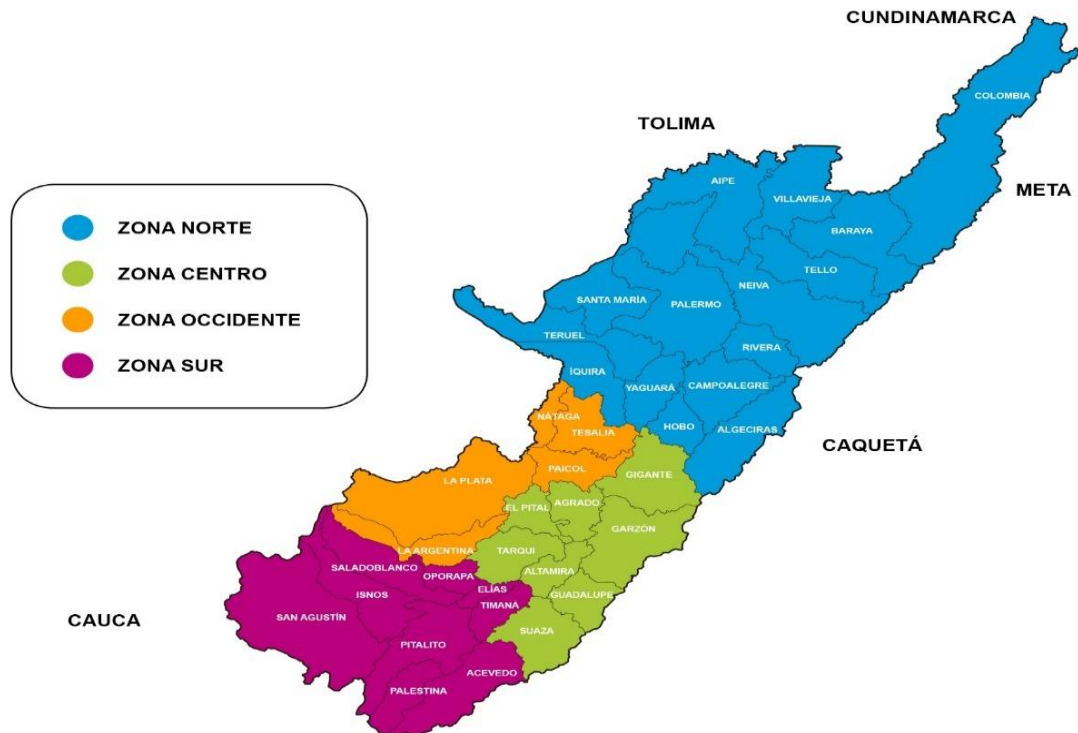 CUNDINAMARCA
COLOMBIA
TOLIMA
META
AIPE
VILLAVIEJA
BARAYA
TELLO
NEIVA
SANTA MARÍA
PALERMO
TERUEL
RIVERA
ÍQUIRA
YAGUARÁ
CAMPOALEGRE
HOBO
ALGECIRAS
CAQUETÁ
ZONA NORTE
ZONA CENTRO
ZONA OCCIDENTE
ZONA SUR
NÁTAGA
TESALIA
PAICOL
LA PLATA
GIGANTE
EL PITAL
AGRADO
GARZÓN
LA ARGENTINA
TARQUI
ALTAMIRA
GUADALUPE
SUAZA
SALADOBLANCO
OPORAPA
ELÍAS
ISNOS
TIMANÁ
SAN AGUSTÍN
CAUCA
PITALITO
ACEVEDO
PALESTINA